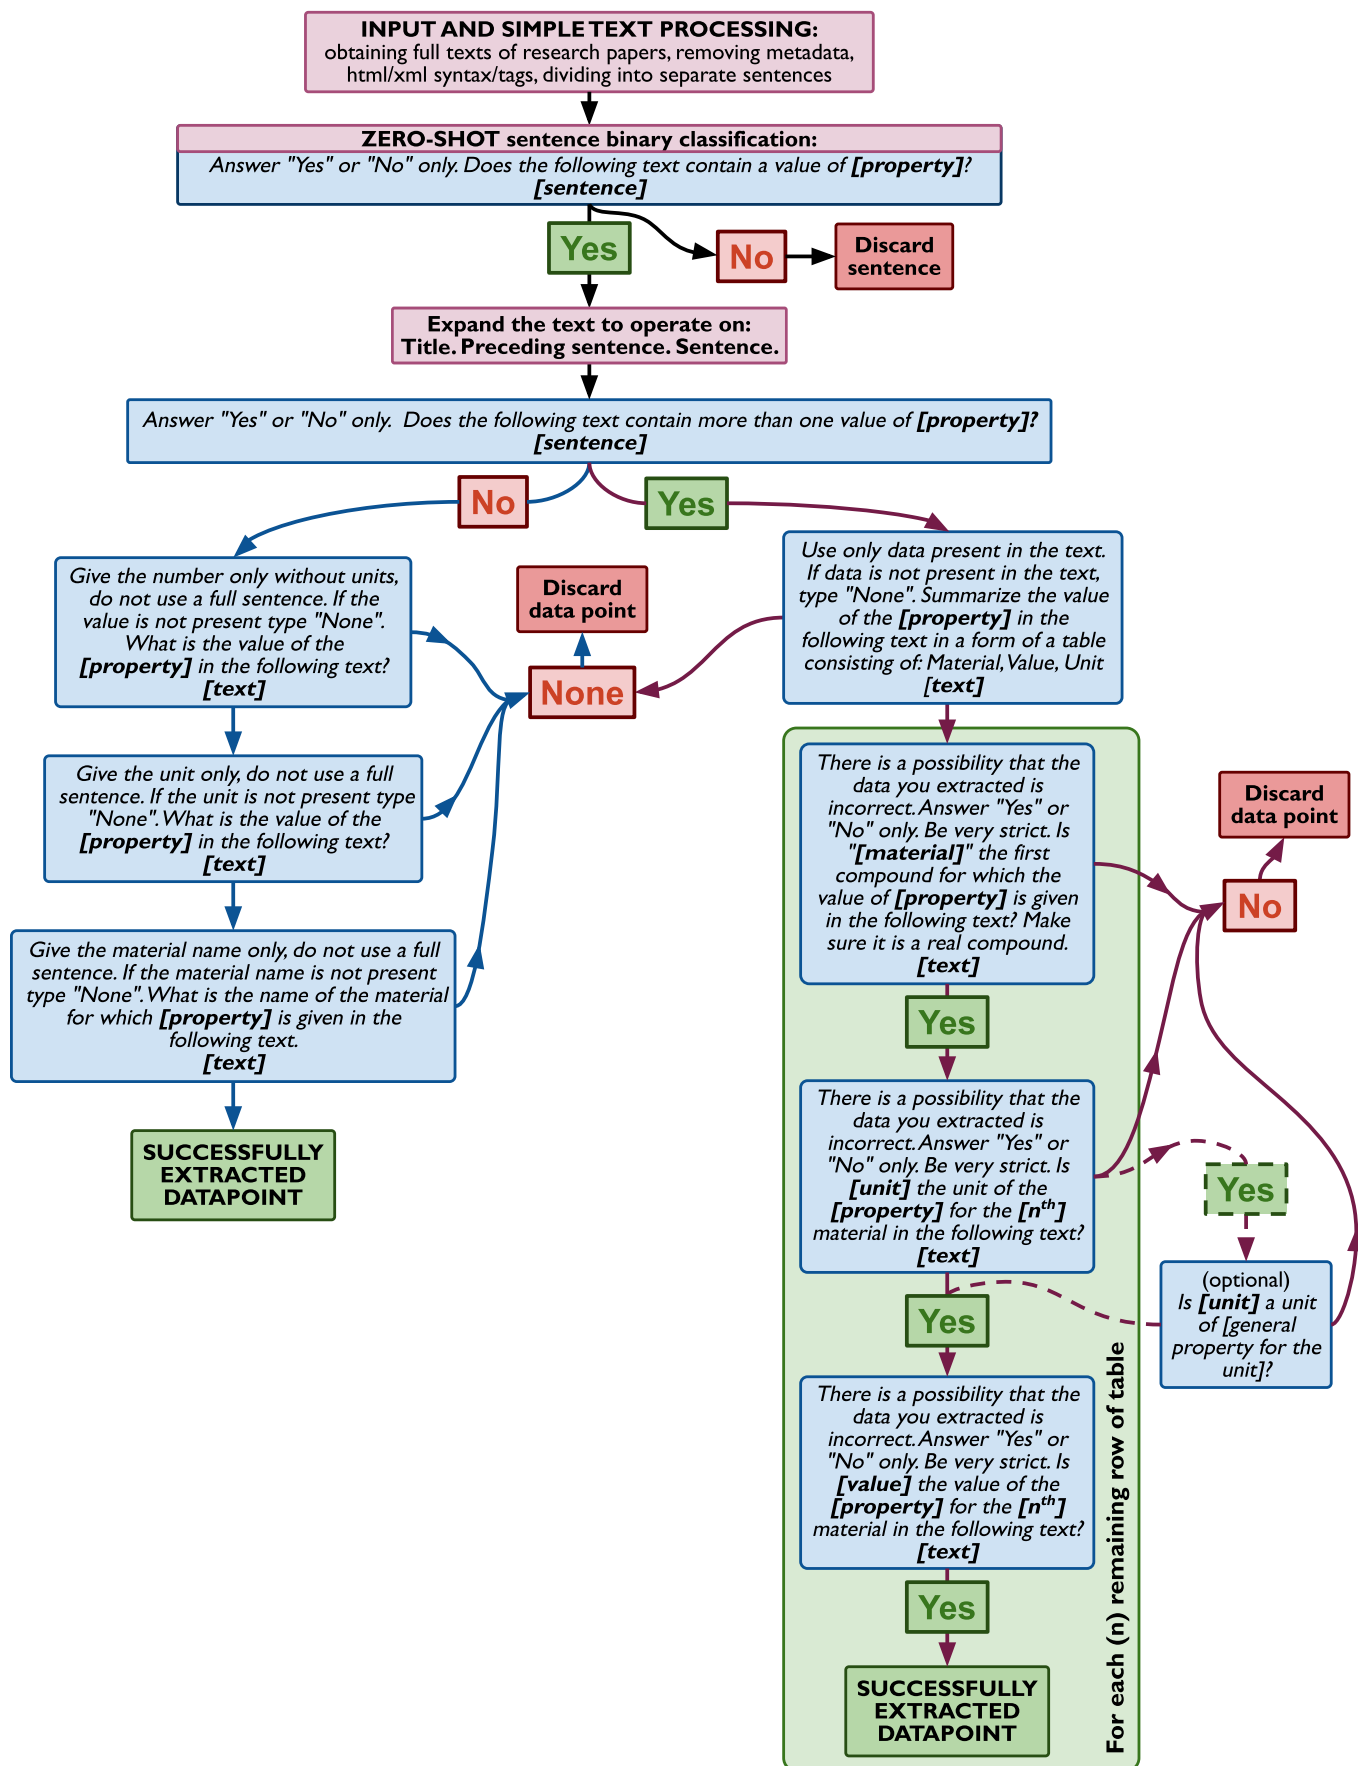 INPUT AND SIMPLE TEXT PROCESSING:
obtaining full texts of research papers, removing metadata,
html/xml syntax/tags, dividing into separate sentences
ZERO-SHOT sentence binary classification:
Answer "Yes" or "No" only. Does the following text contain a value of [property]?
[sentence]
Yes
No
Discard
sentence
Expand the text to operate on:
Title. Preceding sentence. Sentence.
Answer "Yes" or "No" only.  Does the following text contain more than one value of [property]?
[sentence]
No
Yes
Give the number only without units,
do not use a full sentence. If the
value is not present type "None".
What is the value of the
[property] in the following text?
[text]
Discard
data point
None
Use only data present in the text.
If data is not present in the text,
type "None". Summarize the value
of the [property] in the
following text in a form of a table
consisting of: Material, Value, Unit
[text]
Give the unit only, do not use a full
sentence. If the unit is not present type
"None". What is the value of the
[property] in the following text?
[text]
Give the material name only, do not use a full
sentence. If the material name is not present
type "None". What is the name of the material
for which [property] is given in the
following text.
[text]
SUCCESSFULLY
EXTRACTED
DATAPOINT
There is a possibility that the
data you extracted is
incorrect. Answer "Yes" or
"No" only. Be very strict. Is
"[material]" the first
compound for which the
value of [property] is given
in the following text? Make
sure it is a real compound.
[text]
Discard
data point
No
Yes
There is a possibility that the
data you extracted is
incorrect. Answer "Yes" or
"No" only. Be very strict. Is
[unit] the unit of the
[property] for the [nth]
material in the following text?
[text]
Yes
(optional)
Is [unit] a unit
of [general
property for the
unit]?
Yes
There is a possibility that the
data you extracted is
incorrect. Answer "Yes" or
"No" only. Be very strict. Is
[value] the value of the
[property] for the [nth]
material in the following text?
[text]
Yes
SUCCESSFULLY
EXTRACTED
DATAPOINT
For each (n) remaining row of table